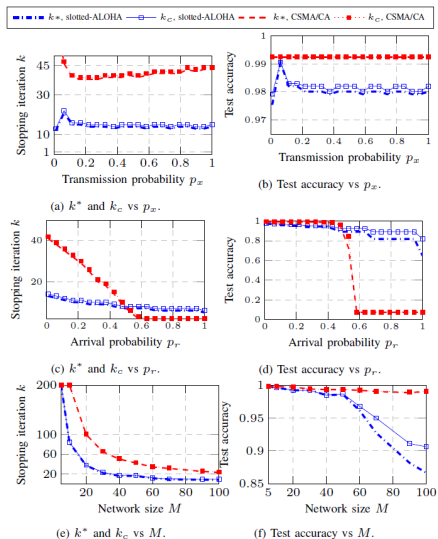 k*, slotted-ALOHA k_c, slotted-ALOHA k*, CSMA/CA k_c, CSMA/CA
Stopping iteration k
45
30
10
1
0 0.2 0.4 0.6 0.8 1
Transmission probability p_x
(a) k* and k_c vs p_x.
Test accuracy
1
0.99
0.97
0 0.2 0.4 0.6 0.8 1
Transmission probability p_x
(b) Test accuracy vs p_x.
Stopping iteration k
40
20
0 0.2 0.4 0.6 0.8 1
Arrival probability p_r
(c) k* and k_c vs p_r.
Test accuracy
1
0.8
0.6
0.4
0.2
0
0 0.2 0.4 0.6 0.8 1
Arrival probability p_r
(d) Test accuracy vs p_r.
Stopping iteration k
200
100
60
20
20 40 60 80 100
Network size M
(e) k* and k_c vs M.
Test accuracy
1
0.95
0.9
0.85
5 20 40 60 80 100
Network size M
(f) Test accuracy vs M.